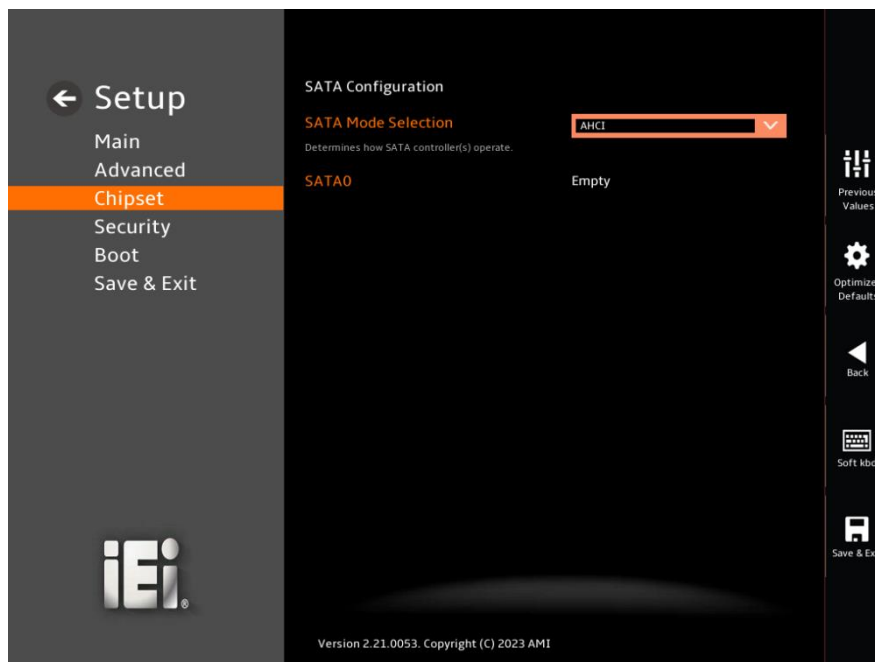 Setup
Main
Advanced
Chipset
Security
Boot
Save & Exit
iEi®
SATA Configuration
SATA Mode Selection
AHCI
Determines how SATA controller(s) operate.
SATA0
Empty
Previous
Values
Optimize
Defaults
Back
Soft kbd
Save & Ex
Version 2.21.0053. Copyright (C) 2023 AMI